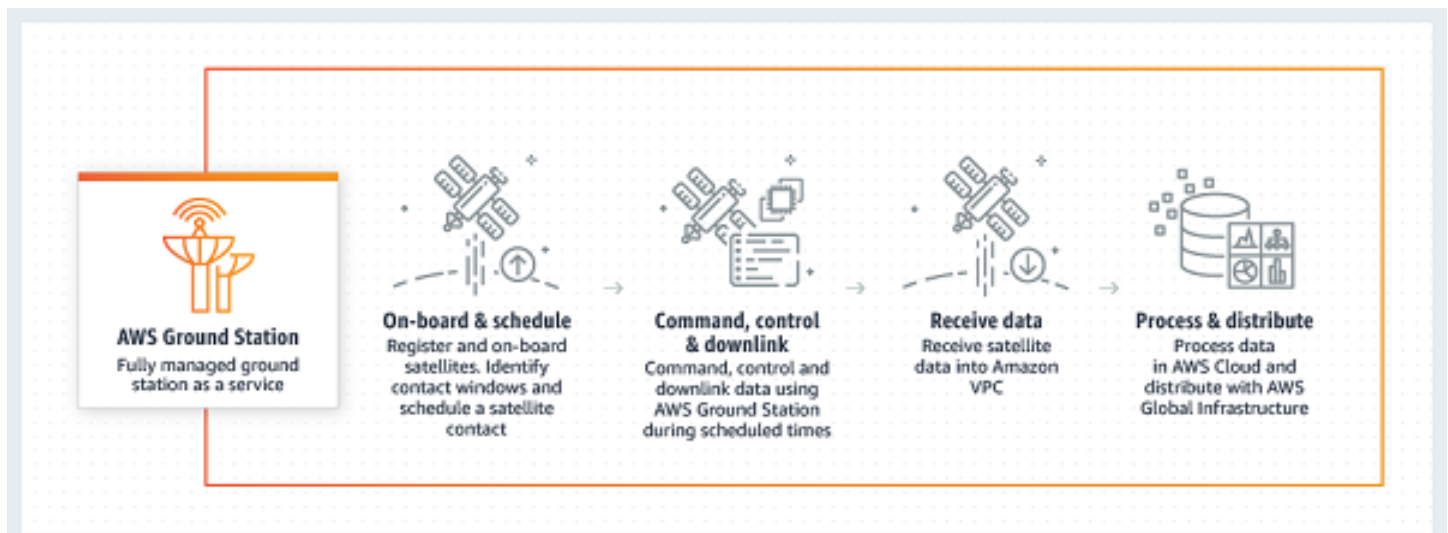 AWS Ground Station
Fully managed ground
station as a service
On-board & schedule
Register and on-board
satellites. Identify
contact windows and
schedule a satellite
contact
Command, control
& downlink
Command, control and
downlink data using
AWS Ground Station
during scheduled times
Receive data
Receive satellite
data into Amazon
VPC
Process & distribute
Process data
in AWS Cloud and
distribute with AWS
Global Infrastructure